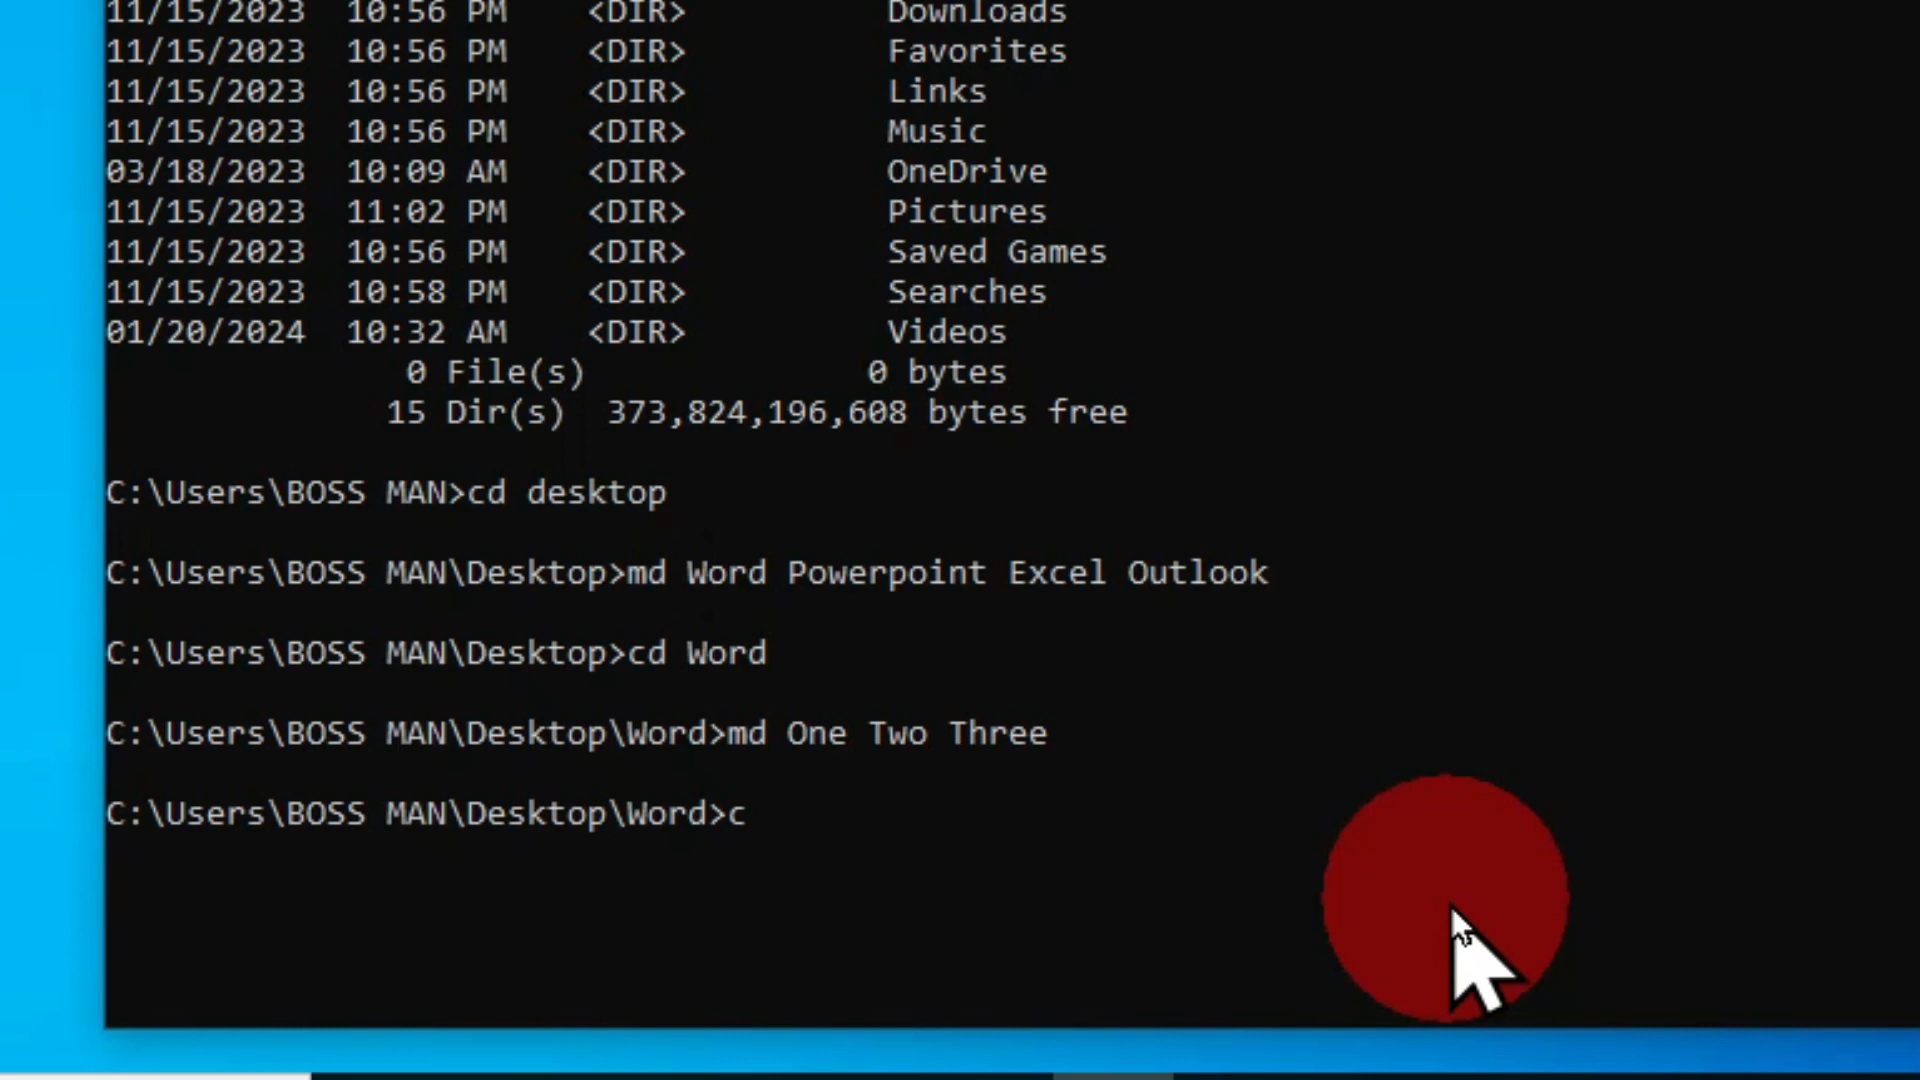 11/15/2023  10:56 PM    <DIR>          Downloads
11/15/2023  10:56 PM    <DIR>          Favorites
11/15/2023  10:56 PM    <DIR>          Links
11/15/2023  10:56 PM    <DIR>          Music
03/18/2023  10:09 AM    <DIR>          OneDrive
11/15/2023  11:02 PM    <DIR>          Pictures
11/15/2023  10:56 PM    <DIR>          Saved Games
11/15/2023  10:58 PM    <DIR>          Searches
01/20/2024  10:32 AM    <DIR>          Videos
0 File(s)              0 bytes
15 Dir(s)  373,824,196,608 bytes free
C:\Users\BOSS MAN>cd desktop
C:\Users\BOSS MAN\Desktop>md Word Powerpoint Excel Outlook
C:\Users\BOSS MAN\Desktop>cd Word
C:\Users\BOSS MAN\Desktop\Word>md One Two Three
C:\Users\BOSS MAN\Desktop\Word>c